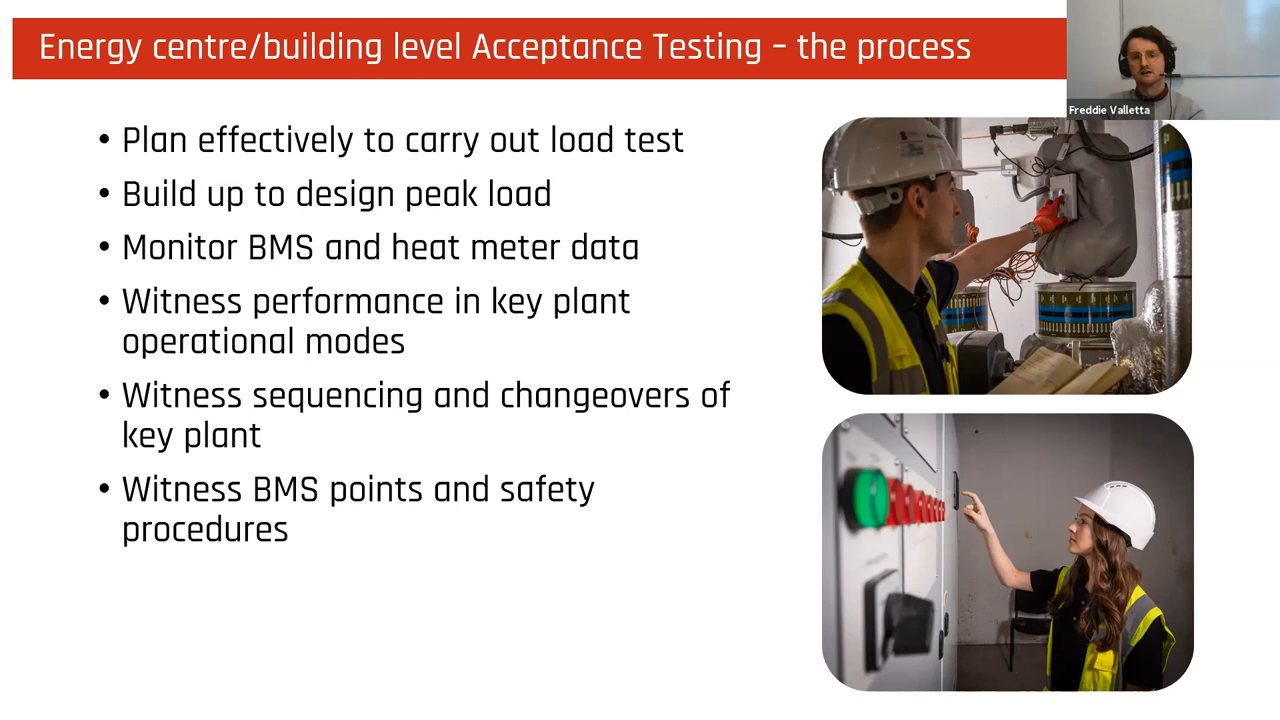 Energy centre/building level Acceptance Testing – the process
Freddie Valletta
• Plan effectively to carry out load test
• Build up to design peak load
• Monitor BMS and heat meter data
• Witness performance in key plant
operational modes
• Witness sequencing and changeovers of
key plant
• Witness BMS points and safety
procedures